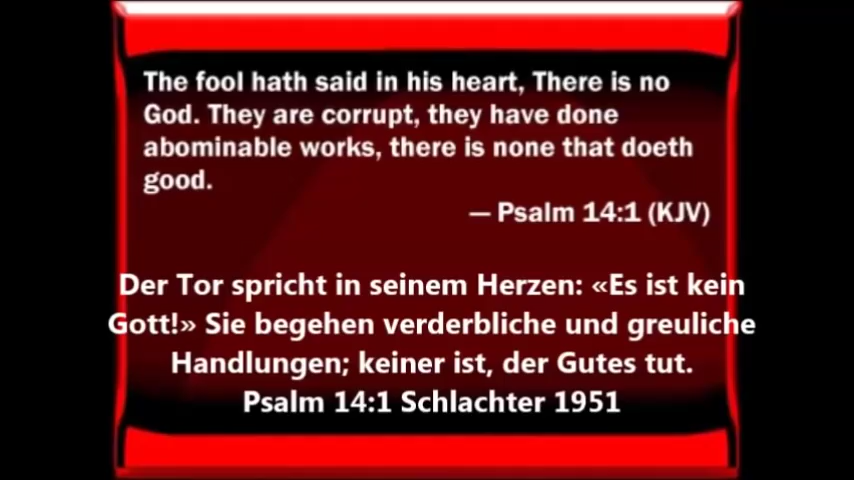 The fool hath said in his heart, There is no
God. They are corrupt, they have done
abominable works, there is none that doeth
good.
— Psalm 14:1 (KJV)
Der Tor spricht in seinem Herzen: «Es ist kein
Gott!» Sie begehen verderbliche und greuliche
Handlungen; keiner ist, der Gutes tut.
Psalm 14:1 Schlachter 1951